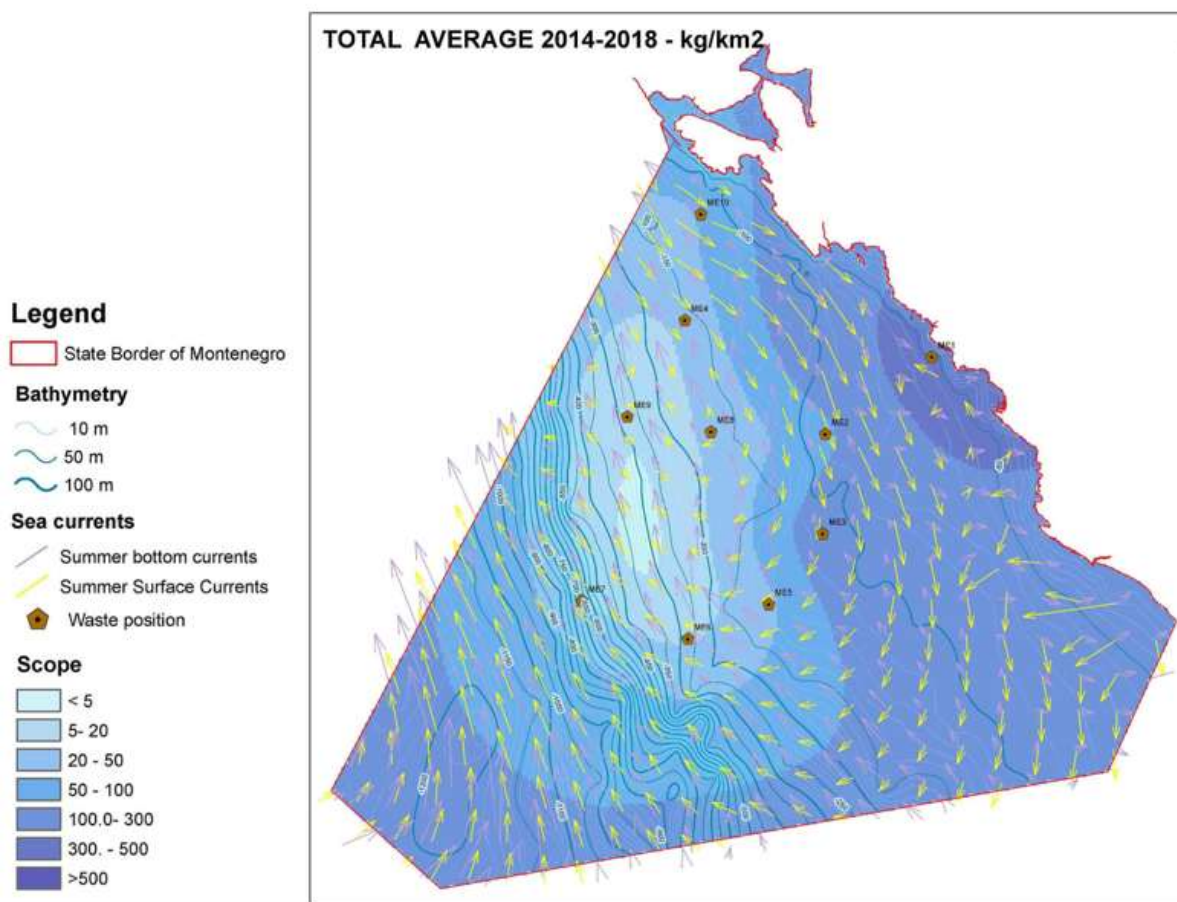 TOTAL AVERAGE 2014-2018 - kg/km2
ME10
ME4
ME1
ME9
ME8
ME2
ME3
ME7
ME5
ME6
Legend
State Border of Montenegro
Bathymetry
10 m
50 m
100 m
Sea currents
Summer bottom currents
Summer Surface Currents
Waste position
Scope
< 5
5- 20
20 - 50
50 - 100
100.0- 300
300. - 500
>500